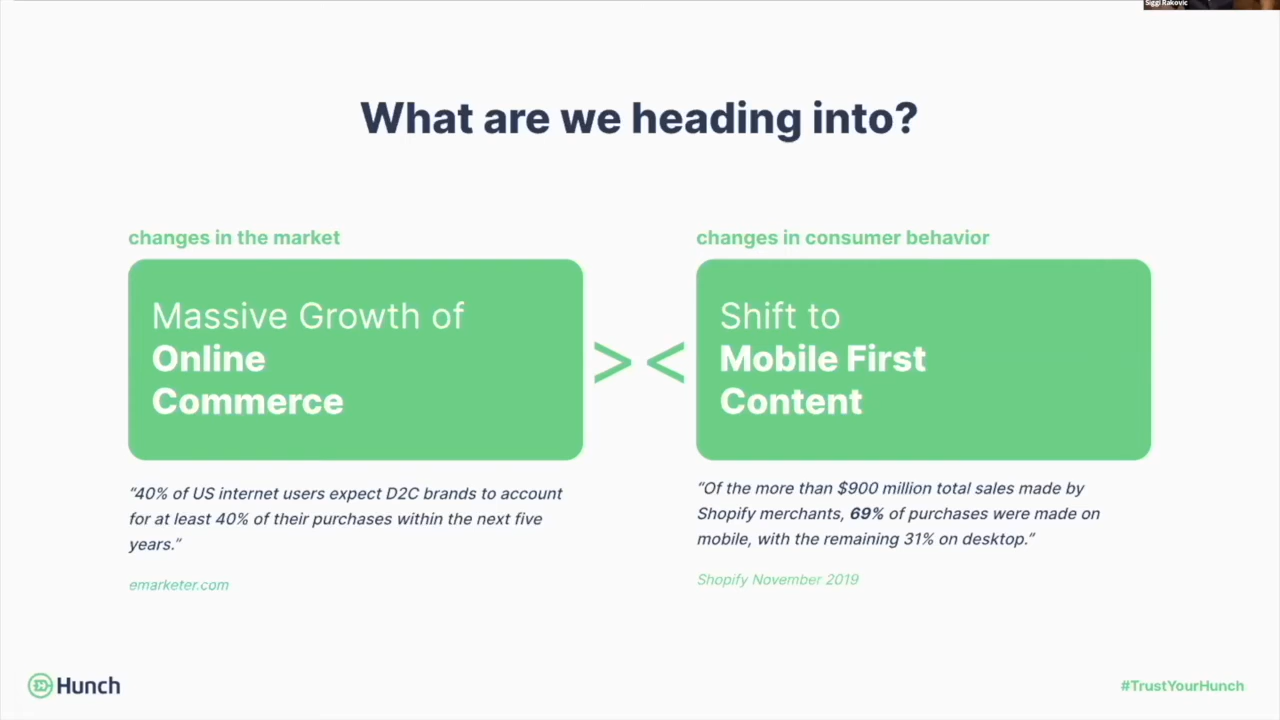 Siggi Rakovic
What are we heading into?
changes in the market
Massive Growth of
Online
Commerce
“40% of US internet users expect D2C brands to account
for at least 40% of their purchases within the next five
years.”
emarketer.com
> <
changes in consumer behavior
Shift to
Mobile First
Content
“Of the more than $900 million total sales made by
Shopify merchants, 69% of purchases were made on
mobile, with the remaining 31% on desktop.”
Shopify November 2019
Hunch
#TrustYourHunch